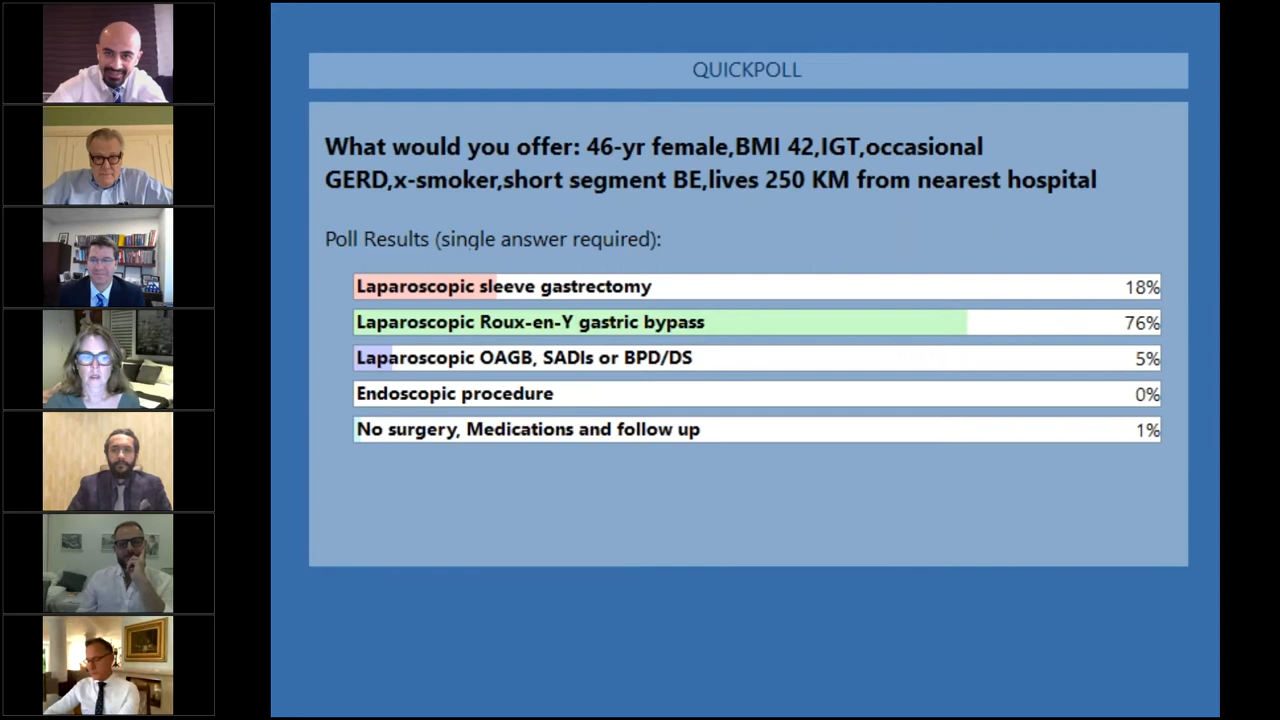 QUICKPOLL
What would you offer: 46-yr female,BMI 42,IGT,occasional
GERD,x-smoker,short segment BE,lives 250 KM from nearest hospital
Poll Results (single answer required):
Laparoscopic sleeve gastrectomy 18%
Laparoscopic Roux-en-Y gastric bypass 76%
Laparoscopic OAGB, SADIs or BPD/DS 5%
Endoscopic procedure 0%
No surgery, Medications and follow up 1%